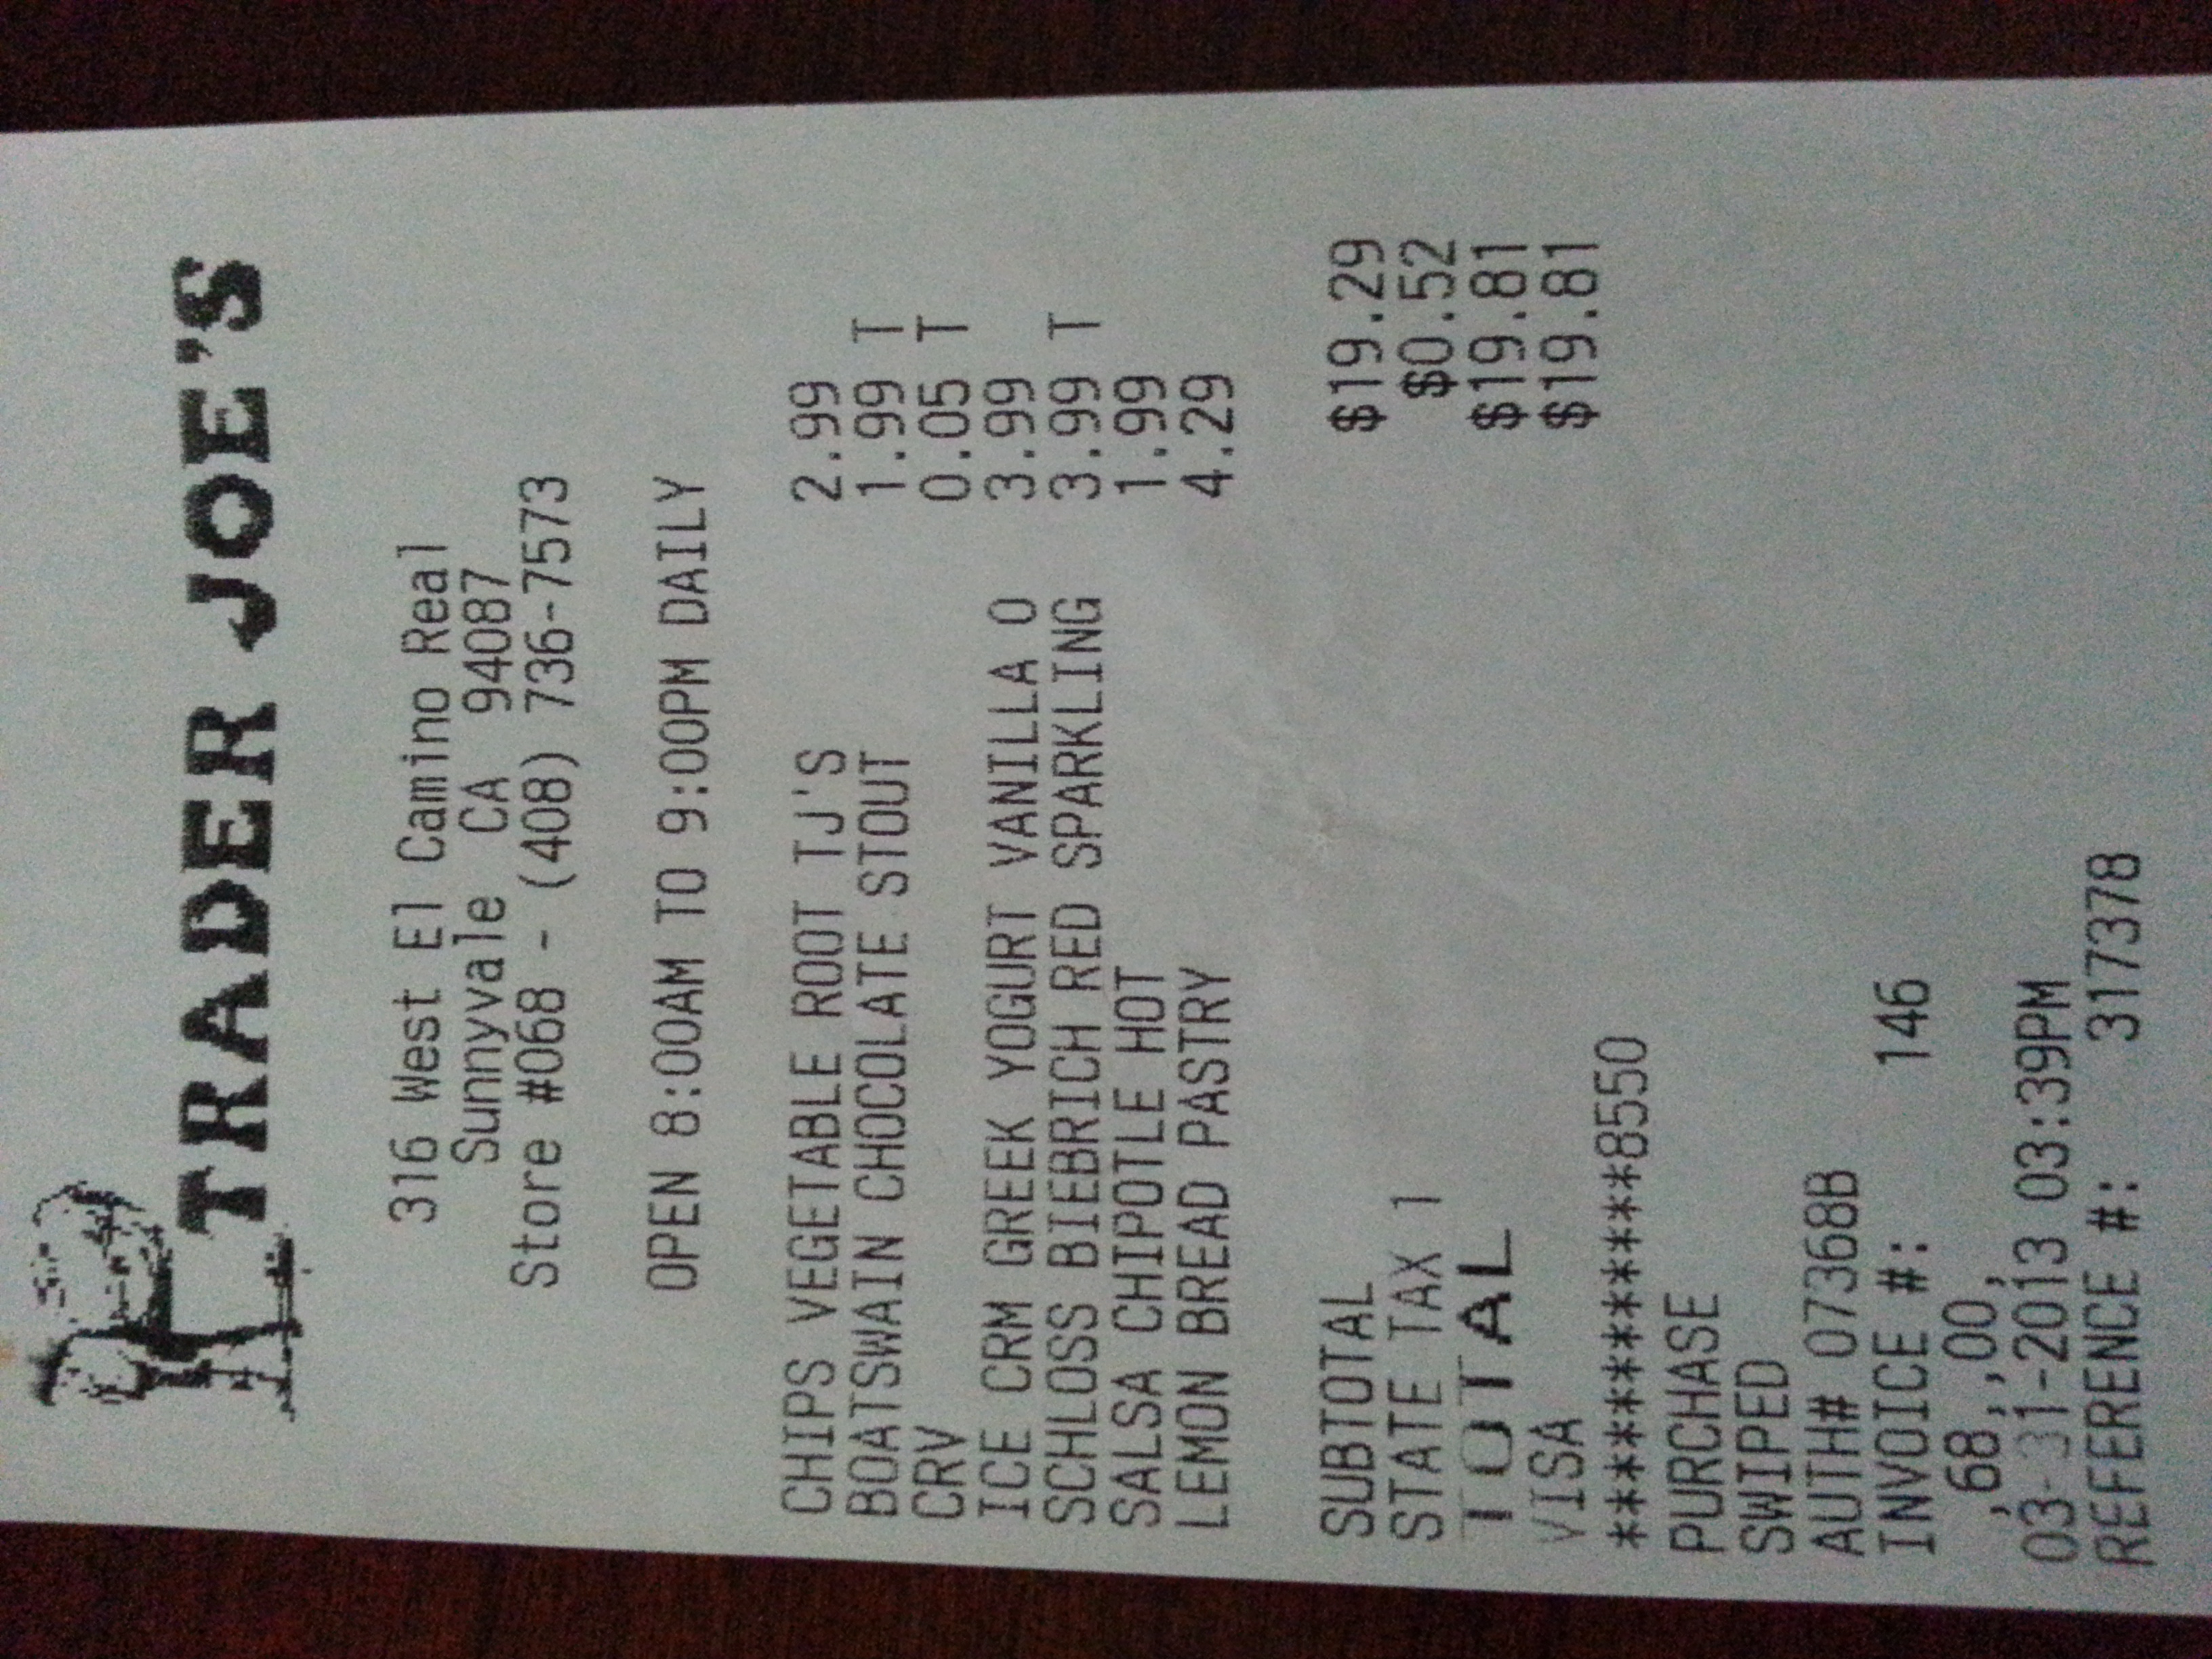 TRADER JOE'S
316 West El Camino Real
Sunnyvale CA 94087
Store #068 - (408) 736-7573
OPEN 8:00AM TO 9:00PM DAILY
CHIPS VEGETABLE ROOT TJ'S 2.99
BOATSWAIN CHOCOLATE STOUT 1.99 T
CRV 0.05 T
ICE CRM GREEK YOGURT VANILLA O 3.99
SCHLOSS BIEBRICH RED SPARKLING 3.99 T
SALSA CHIPOTLE HOT 1.99
LEMON BREAD PASTRY 4.29
SUBTOTAL $19.29
STATE TAX 1 $0.52
TOTAL $19.81
VISA $19.81
************8550
PURCHASE
SWIPED
AUTH# 07368B
INVOICE #: 146
,68,,00,
03-31-2013 03:39PM
REFERENCE #: 317378